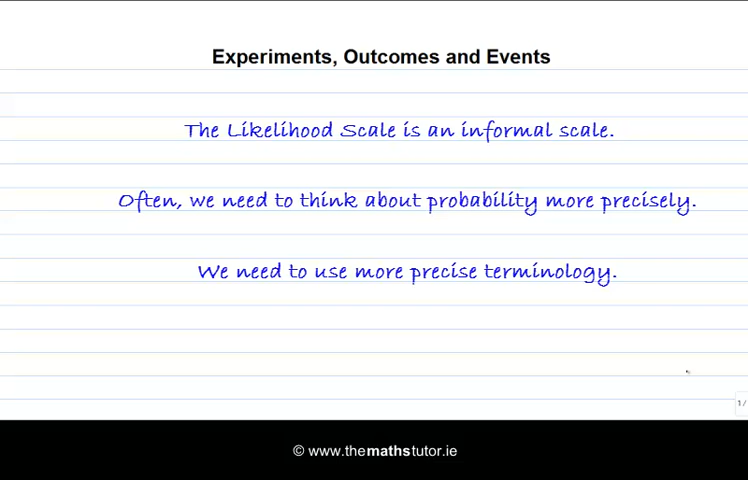 Experiments, Outcomes and Events
The Likelihood Scale is an informal scale.
Often, we need to think about probability more precisely.
We need to use more precise terminology.
1/
© www.themathstutor.ie